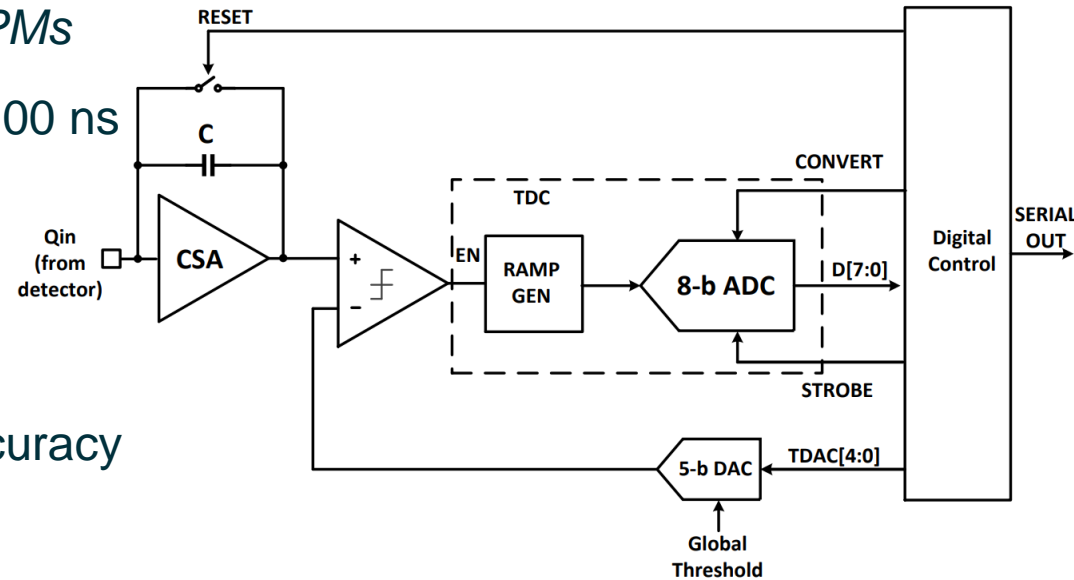 PMs
00 ns
curacy
RESET
C
CONVERT
TDC
Qin
(from
detector)
CSA
+
-
EN
RAMP
GEN
8-b ADC
D[7:0]
Digital
Control
SERIAL
OUT
STROBE
5-b DAC
TDAC[4:0]
Global
Threshold